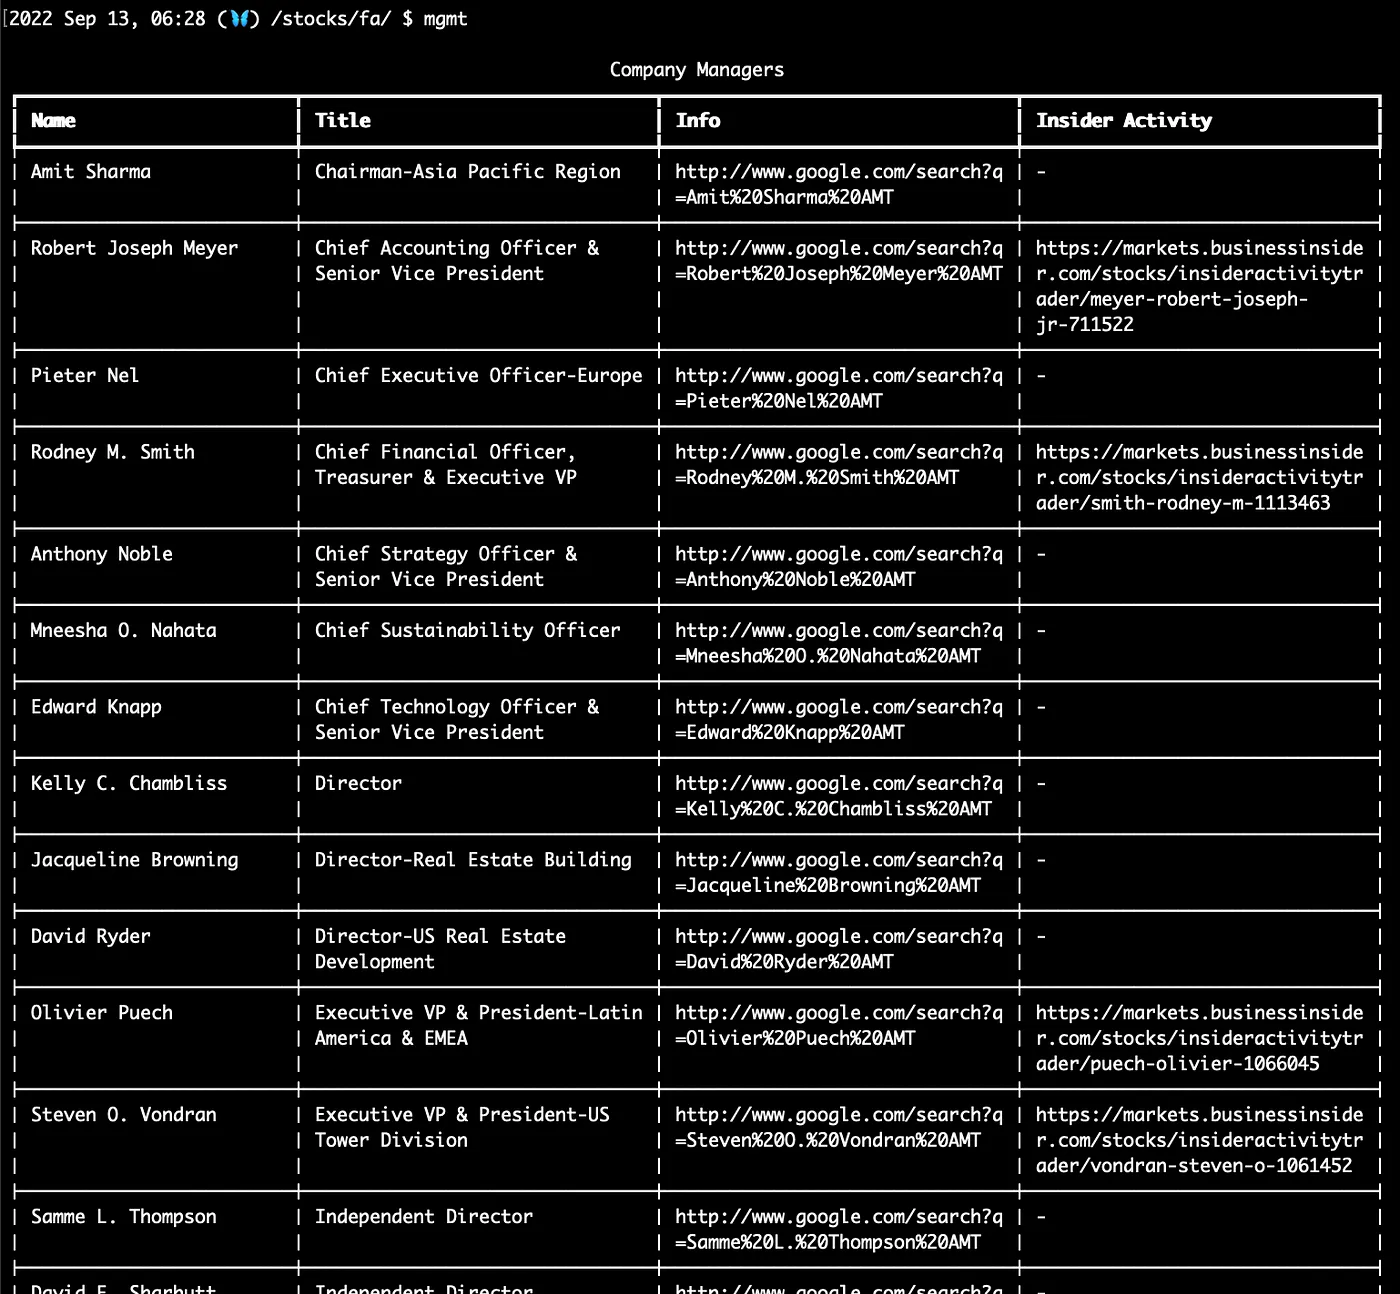 [2022 Sep 13, 06:28 (🦋) /stocks/fa/ $ mgmt
Company Managers
Name Title Info Insider Activity
Amit Sharma Chairman-Asia Pacific Region http://www.google.com/search?q -
=Amit%20Sharma%20AMT
Robert Joseph Meyer Chief Accounting Officer & http://www.google.com/search?q https://markets.businessinside
Senior Vice President =Robert%20Joseph%20Meyer%20AMT r.com/stocks/insideractivitytr
ader/meyer-robert-joseph-
jr-711522
Pieter Nel Chief Executive Officer-Europe http://www.google.com/search?q -
=Pieter%20Nel%20AMT
Rodney M. Smith Chief Financial Officer, http://www.google.com/search?q https://markets.businessinside
Treasurer & Executive VP =Rodney%20M.%20Smith%20AMT r.com/stocks/insideractivitytr
ader/smith-rodney-m-1113463
Anthony Noble Chief Strategy Officer & http://www.google.com/search?q -
Senior Vice President =Anthony%20Noble%20AMT
Mneesha O. Nahata Chief Sustainability Officer http://www.google.com/search?q -
=Mneesha%20O.%20Nahata%20AMT
Edward Knapp Chief Technology Officer & http://www.google.com/search?q -
Senior Vice President =Edward%20Knapp%20AMT
Kelly C. Chambliss Director http://www.google.com/search?q -
=Kelly%20C.%20Chambliss%20AMT
Jacqueline Browning Director-Real Estate Building http://www.google.com/search?q -
=Jacqueline%20Browning%20AMT
David Ryder Director-US Real Estate http://www.google.com/search?q -
Development =David%20Ryder%20AMT
Olivier Puech Executive VP & President-Latin http://www.google.com/search?q https://markets.businessinside
America & EMEA =Olivier%20Puech%20AMT r.com/stocks/insideractivitytr
ader/puech-olivier-1066045
Steven O. Vondran Executive VP & President-US http://www.google.com/search?q https://markets.businessinside
Tower Division =Steven%20O.%20Vondran%20AMT r.com/stocks/insideractivitytr
ader/vondran-steven-o-1061452
Samme L. Thompson Independent Director http://www.google.com/search?q -
=Samme%20L.%20Thompson%20AMT
David E. Sharbutt Independent Director http://www.google.com/search?q -